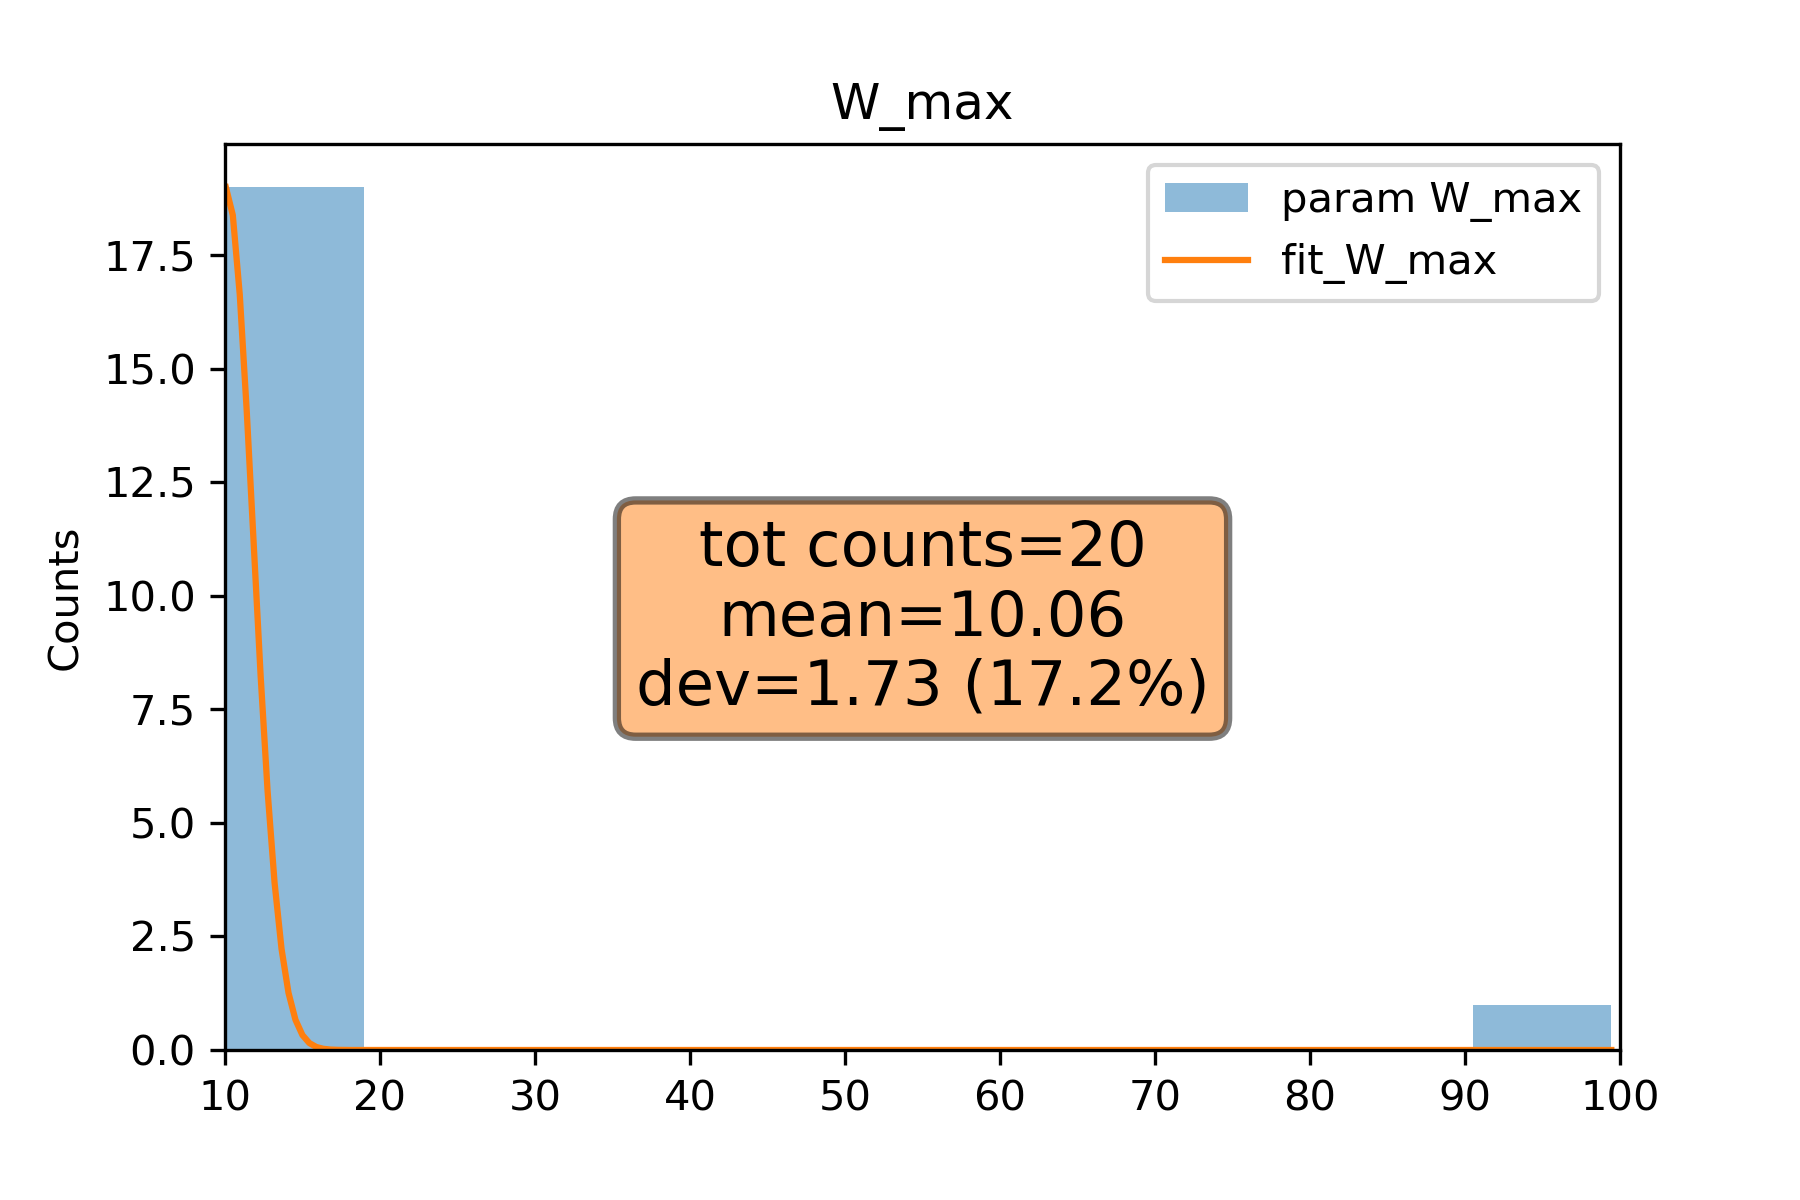 W_max
param W_max
fit_W_max
Counts
17.5
15.0
12.5
10.0
7.5
5.0
2.5
0.0
tot counts=20
mean=10.06
dev=1.73 (17.2%)
10 20 30 40 50 60 70 80 90 100